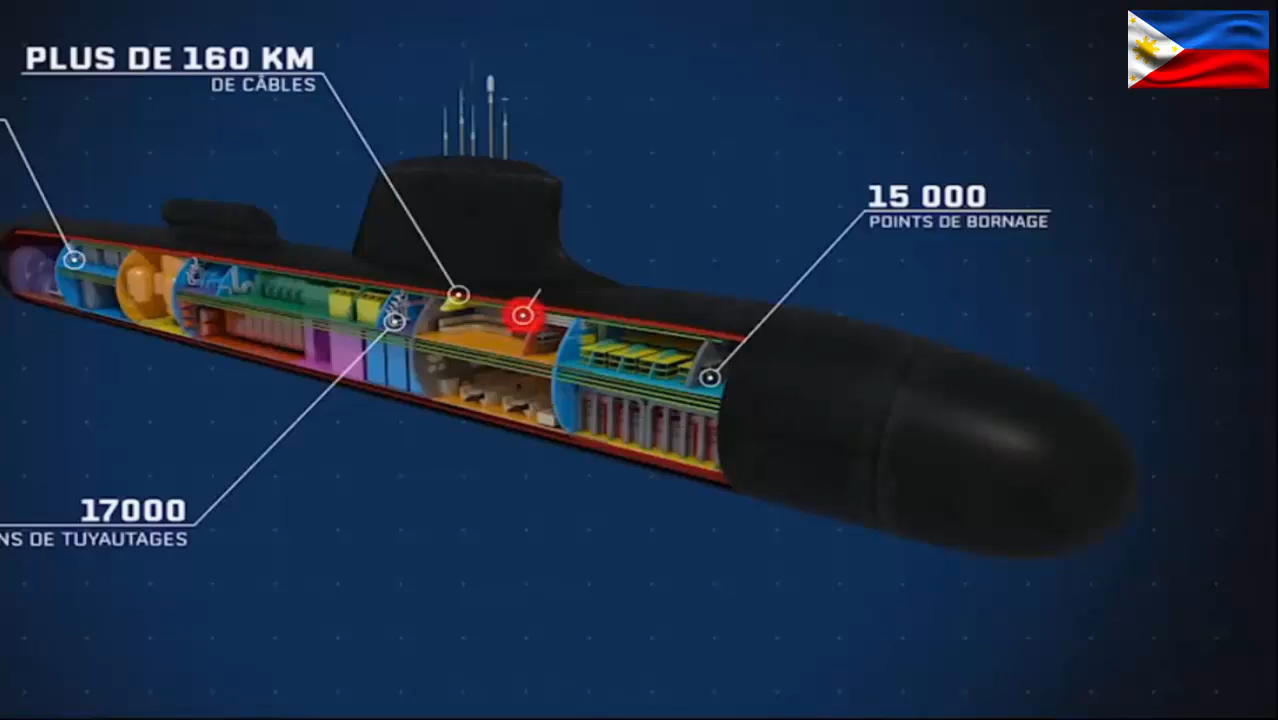 PLUS DE 160 KM
DE CÂBLES
15 000
POINTS DE BORNAGE
17000
NS DE TUYAUTAGES